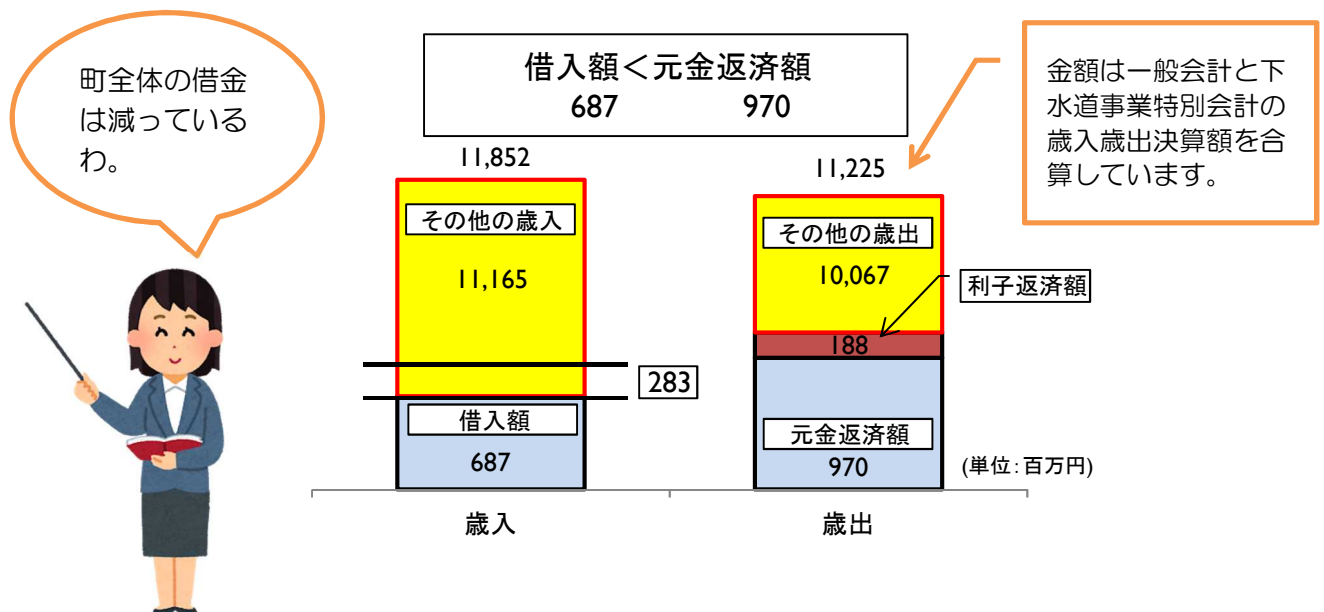 町全体の借金
は減っている
わ。
借入額＜元金返済額
687 970
金額は一般会計と下
水道事業特別会計の
歳入歳出決算額を合
算しています。
11,852
その他の歳入
11,165
283
借入額
687
11,225
その他の歳出
10,067
利子返済額
188
元金返済額
970
(単位：百万円)
歳入
歳出